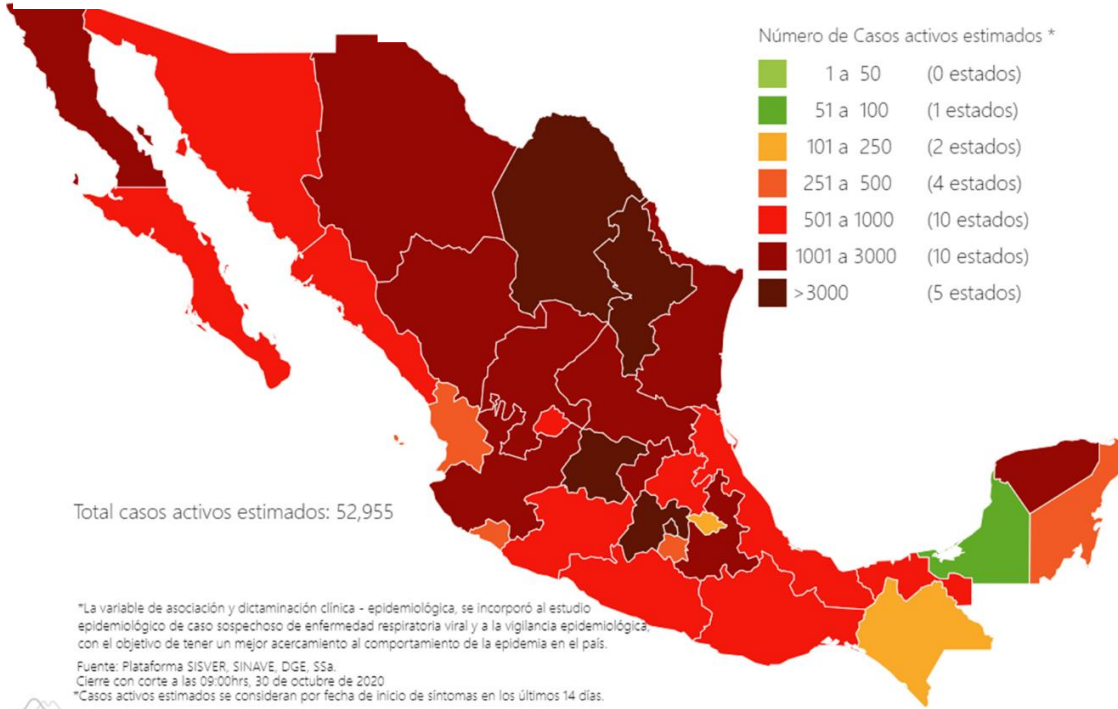 Número de Casos activos estimados *
1 a 50 (0 estados)
51 a 100 (1 estados)
101 a 250 (2 estados)
251 a 500 (4 estados)
501 a 1000 (10 estados)
1001 a 3000 (10 estados)
>3000 (5 estados)
Total casos activos estimados: 52,955
*La variable de asociación y dictaminación clínica - epidemiológica, se incorporó al estudio
epidemiológico de caso sospechoso de enfermedad respiratoria viral y a la vigilancia epidemiológica,
con el objetivo de tener un mejor acercamiento al comportamiento de la epidemia en el país.
Fuente: Plataforma SISVER, SINAVE, DGE, SSa.
Cierre con corte a las 09:00hrs, 30 de octubre de 2020
*Casos activos estimados se consideran por fecha de inicio de síntomas en los últimos 14 días.